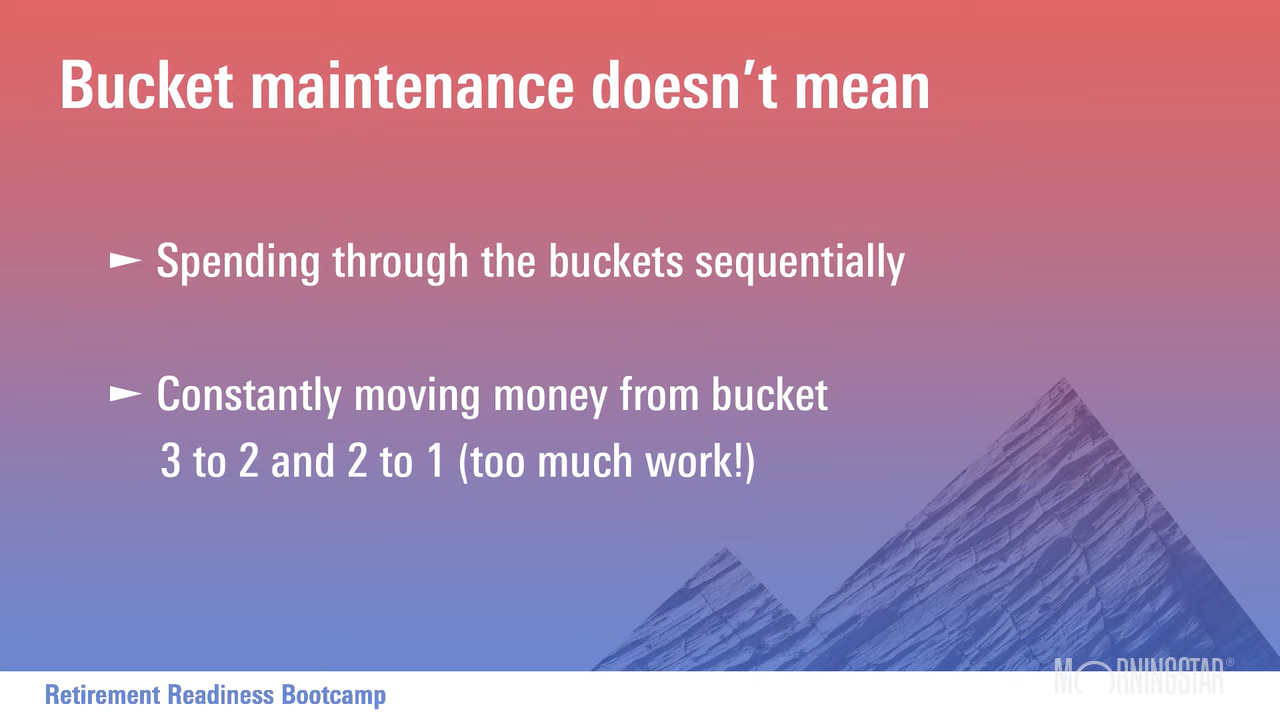 Bucket maintenance doesn’t mean
► Spending through the buckets sequentially
► Constantly moving money from bucket
3 to 2 and 2 to 1 (too much work!)
MORNINGSTAR®
Retirement Readiness Bootcamp